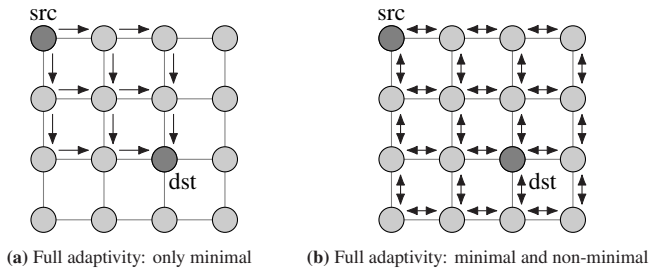 src
src
dst
dst
(a) Full adaptivity: only minimal
(b) Full adaptivity: minimal and non-minimal